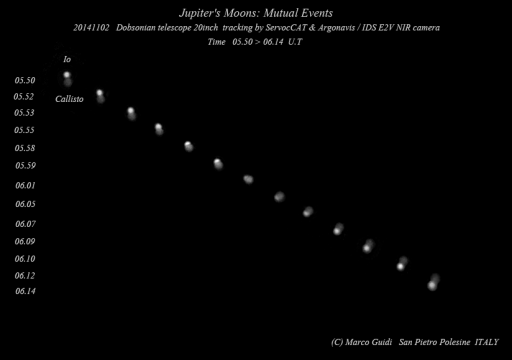 Jupiter's Moons: Mutual Events
20141102 Dobsonian telescope 20inch tracking by ServocCAT & Argonavis / IDS E2V NIR camera
Time 05.50 > 06.14 U.T
Io
05.50
05.52
Callisto
05.53
05.55
05.58
05.59
06.01
06.05
06.07
06.09
06.10
06.12
06.14
(C) Marco Guidi San Pietro Polesine ITALY